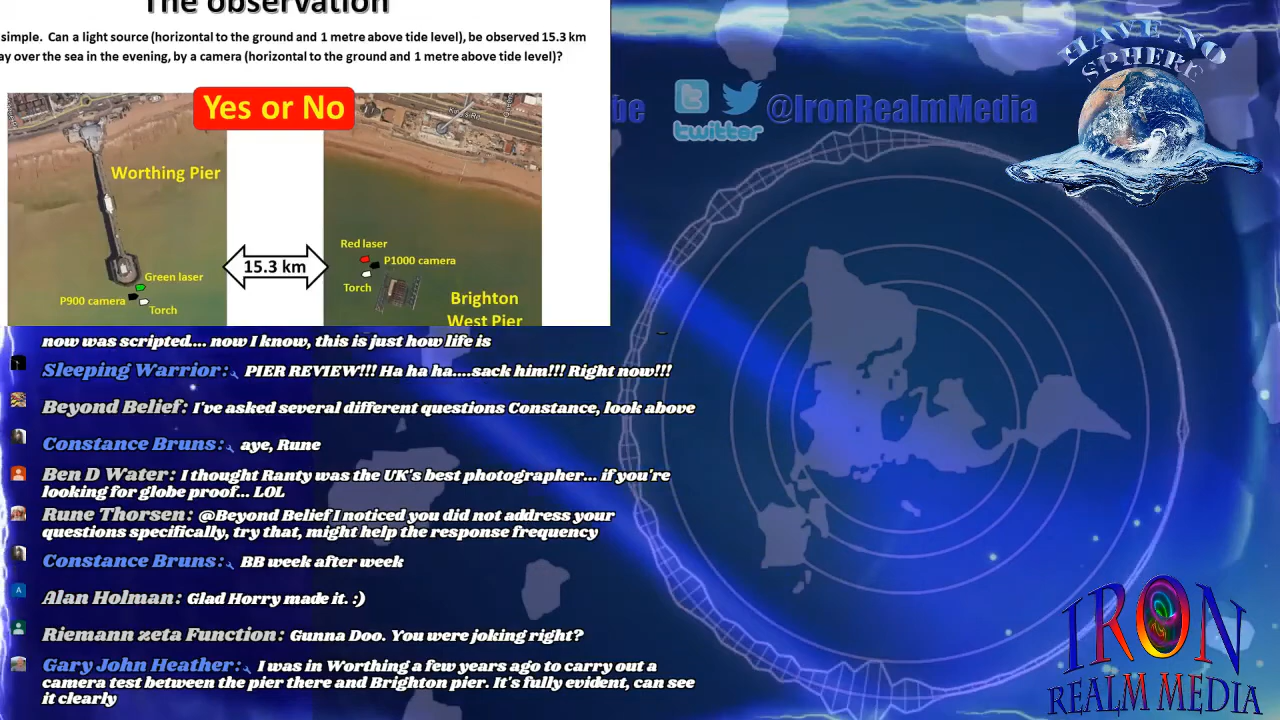 The observation
simple. Can a light source (horizontal to the ground and 1 metre above tide level), be observed 15.3 km
ay over the sea in the evening, by a camera (horizontal to the ground and 1 metre above tide level)?
Yes or No
Worthing Pier
15.3 km
Green laser
P900 camera
Torch
Red laser
P1000 camera
Torch
Brighton
West Pier
be
twitter
@IronRealmMedia
HAVE NO
SPHERE
now was scripted.... now I know, this is just how life is
Sleeping Warrior: PIER REVIEW!!! Ha ha ha....sack him!!! Right now!!!
Beyond Belief: I've asked several different questions Constance, look above
Constance Bruns: aye, Rune
Ben D Water: I thought Ranty was the UK's best photographer... if you're
looking for globe proof... LOL
Rune Thorsen: @Beyond Belief I noticed you did not address your
questions specifically, try that, might help the response frequency
Constance Bruns: BB week after week
Alan Holman: Glad Horry made it. :)
Riemann zeta Function: Gunna Doo. You were joking right?
Gary John Heather: I was in Worthing a few years ago to carry out a
camera test between the pier there and Brighton pier. It's fully evident, can see
it clearly
IRON
REALM MEDIA